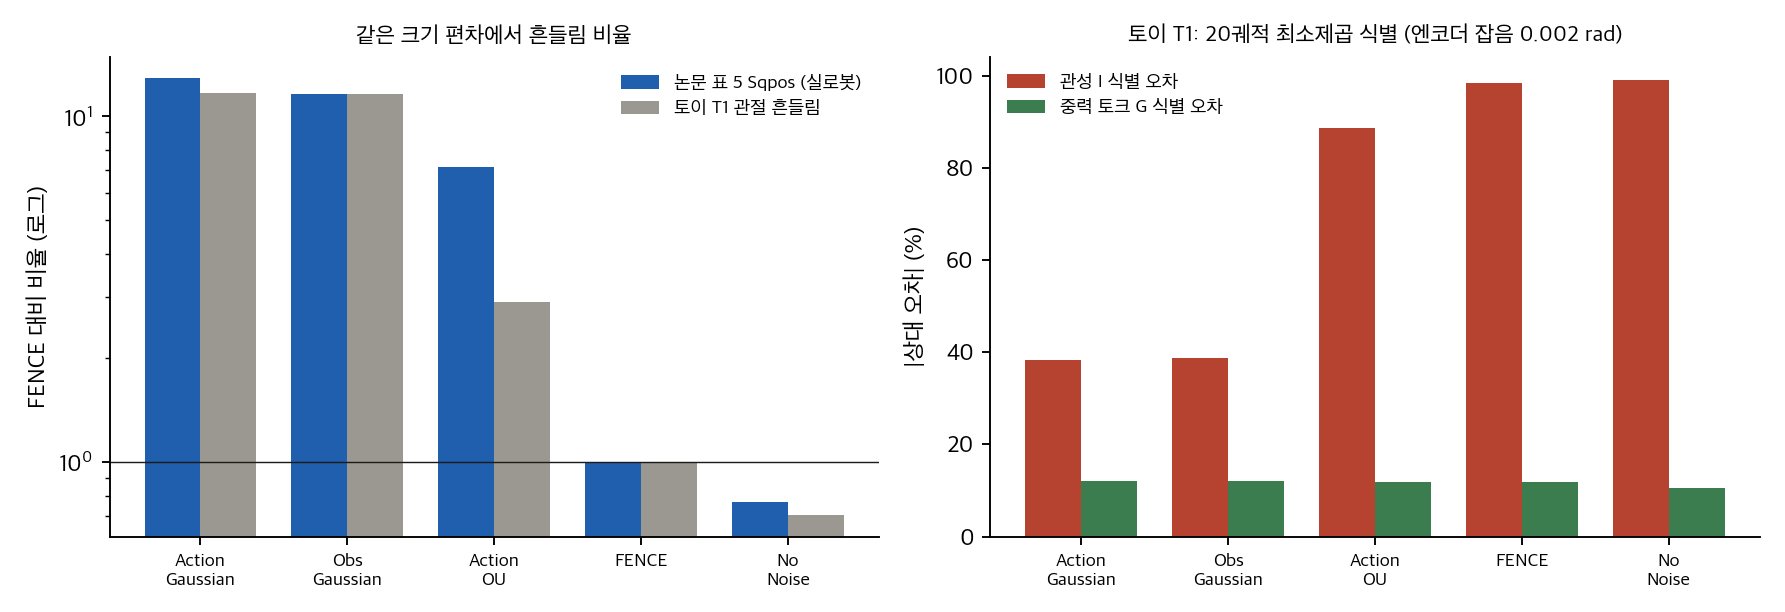 같은 크기 편차에서 흔들림 비율
FENCE 대비 비율 (로그)
10¹
10⁰
논문 표 5 Sqpos (실로봇)
토이 T1 관절 흔들림
Action
Gaussian
Obs
Gaussian
Action
OU
FENCE
No
Noise
토이 T1: 20궤적 최소제곱 식별 (엔코더 잡음 0.002 rad)
|상대 오차| (%)
100
80
60
40
20
0
관성 I 식별 오차
중력 토크 G 식별 오차
Action
Gaussian
Obs
Gaussian
Action
OU
FENCE
No
Noise